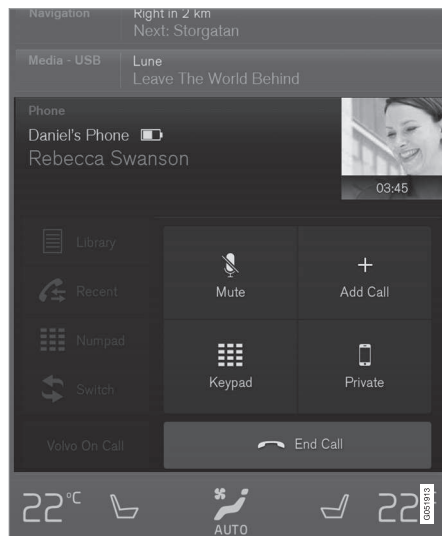 Navigation
Right in 2 km
Next: Storgatan
Media - USB
Lune
Leave The World Behind
Phone
Daniel's Phone
Rebecca Swanson
03:45
Library
Recent
Numpad
Switch
Mute
Add Call
Keypad
Private
Volvo On Call
End Call
22°C
AUTO
22°
G051913